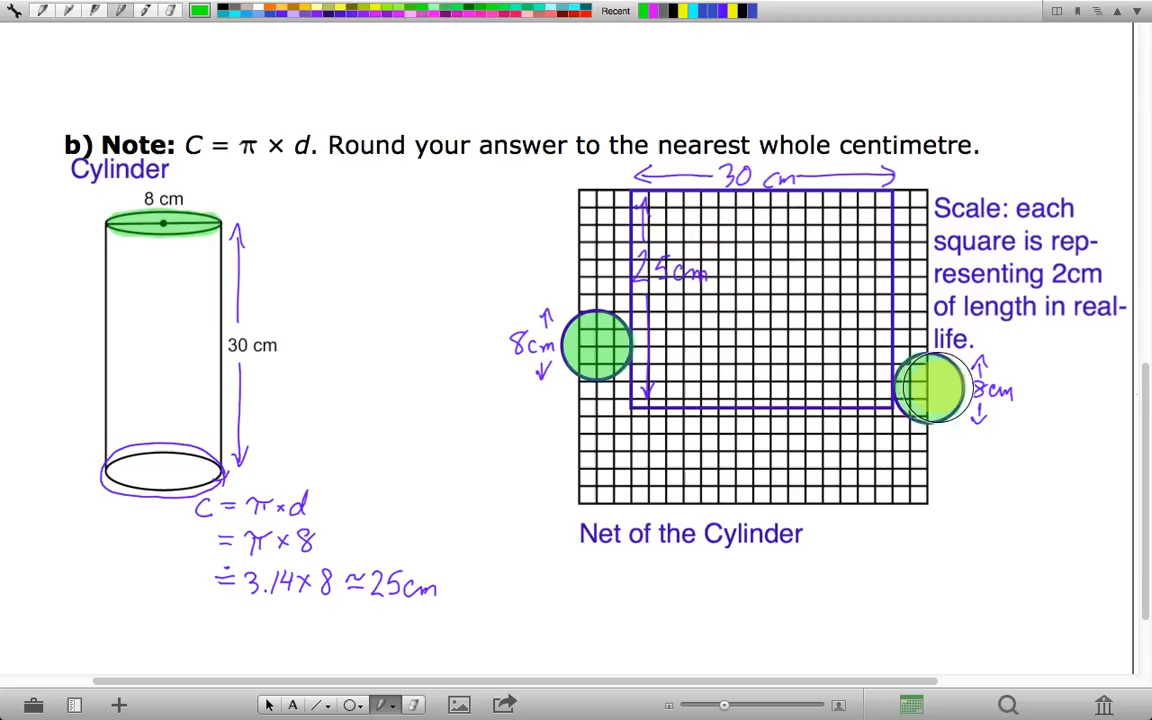 Recent
b) Note: C = π × d. Round your answer to the nearest whole centimetre.
Cylinder
8 cm
30 cm
C = π × d
= π × 8
≐ 3.14 × 8 ≃ 25cm
30 cm
25cm
8cm
8cm
Scale: each
square is rep-
resenting 2cm
of length in real-
life.
Net of the Cylinder
A